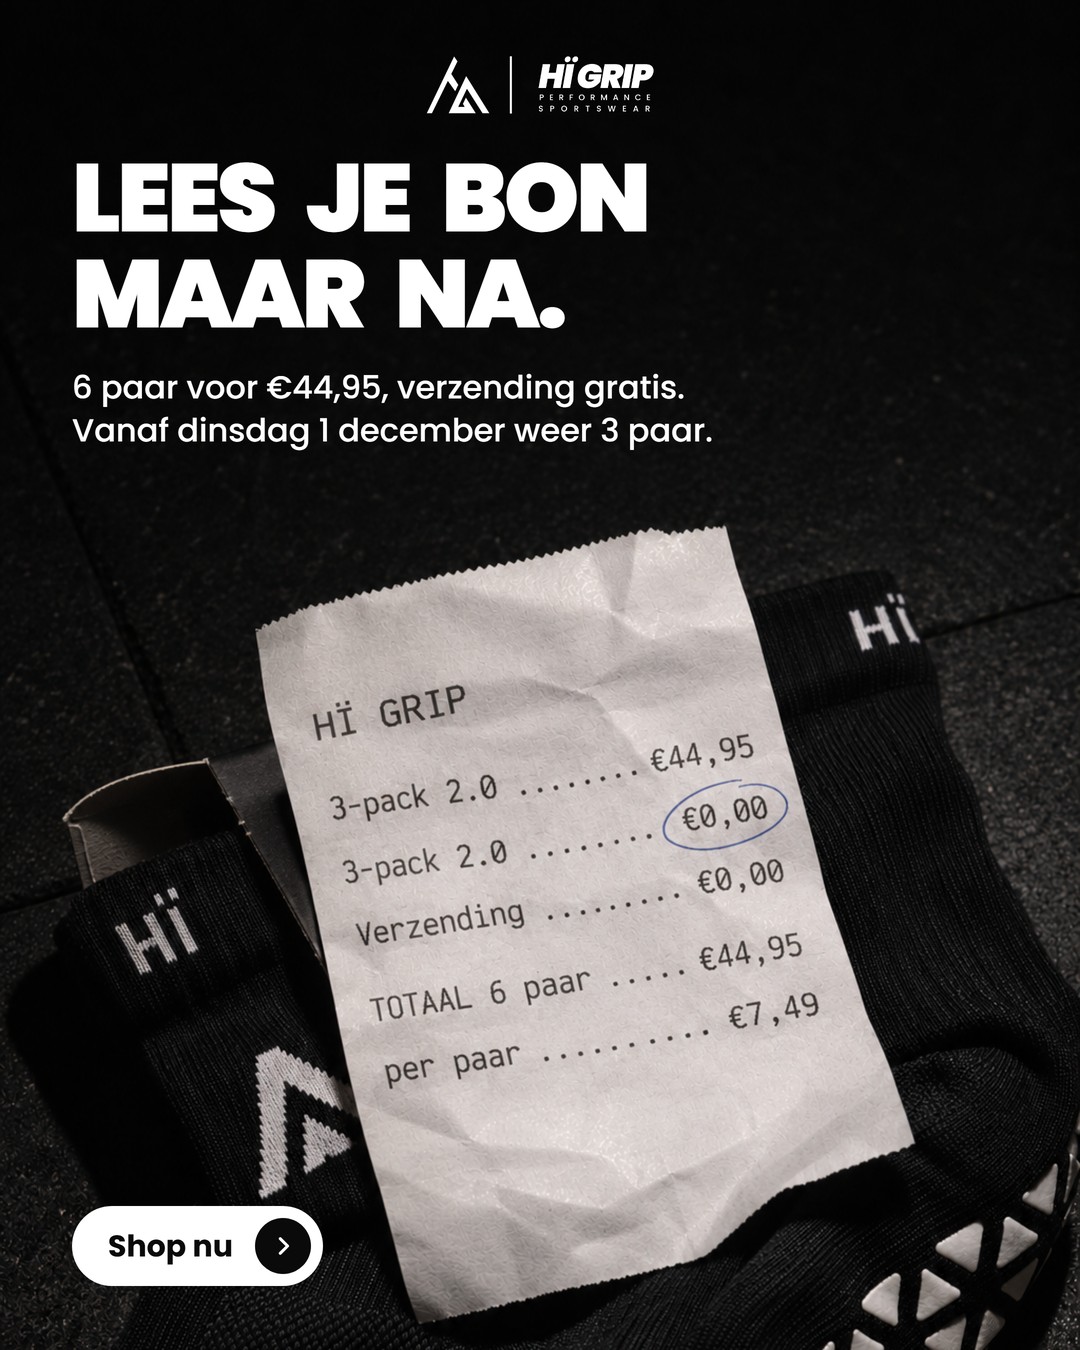 HÏ GRIP
PERFORMANCE
SPORTSWEAR
LEES JE BON
MAAR NA.
6 paar voor €44,95, verzending gratis.
Vanaf dinsdag 1 december weer 3 paar.
HÏ
HÏ GRIP
3-pack 2.0 ........ €44,95
3-pack 2.0 ........ €0,00
Verzending ......... €0,00
TOTAAL 6 paar ..... €44,95
per paar .......... €7,49
HÏ
Shop nu